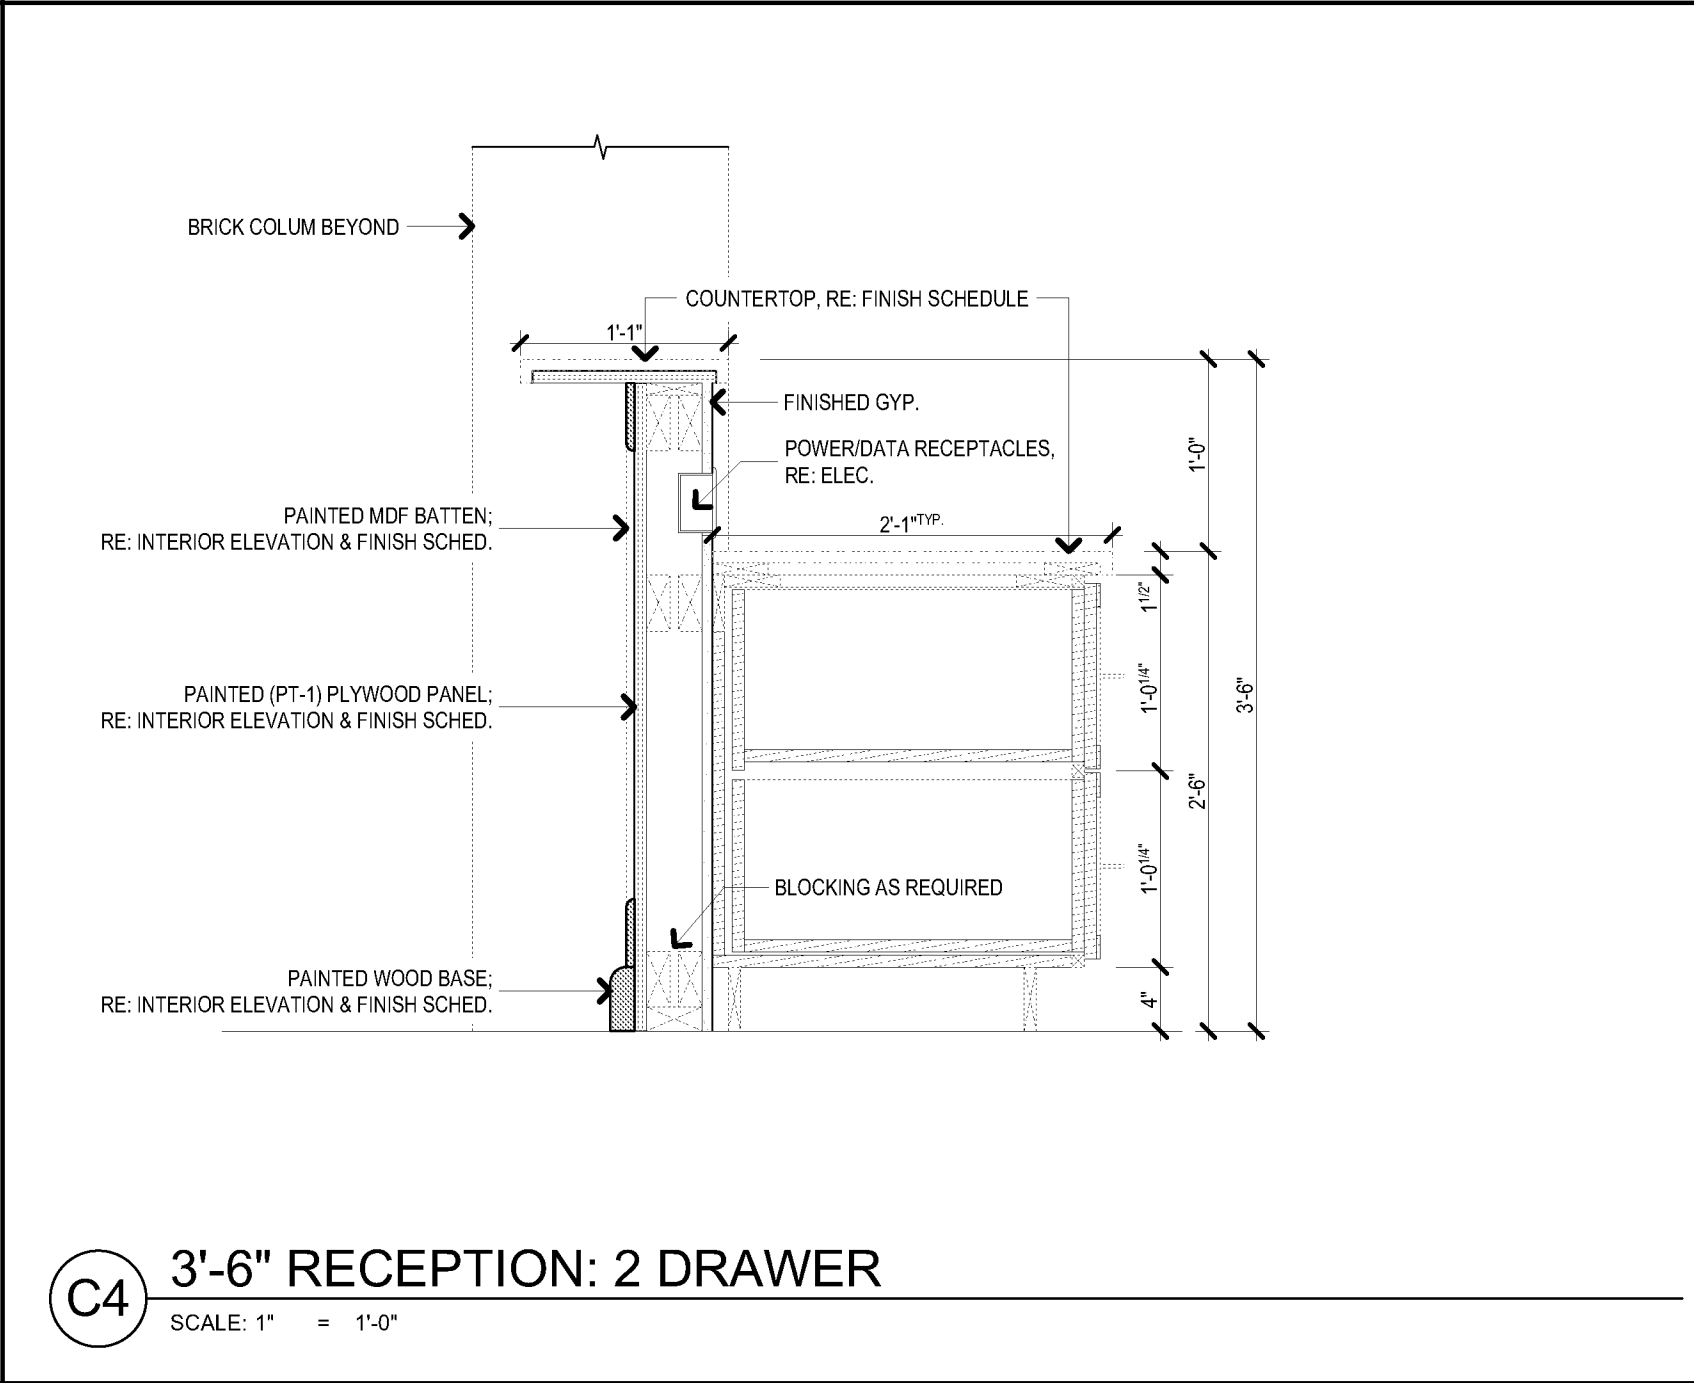 BRICK COLUM BEYOND
COUNTERTOP, RE: FINISH SCHEDULE
1'-1"
FINISHED GYP.
POWER/DATA RECEPTACLES,
RE: ELEC.
1'-0"
PAINTED MDF BATTEN;
RE: INTERIOR ELEVATION & FINISH SCHED.
2'-1" TYP.
1 1/2"
PAINTED (PT-1) PLYWOOD PANEL;
RE: INTERIOR ELEVATION & FINISH SCHED.
1'-0 1/4"
3'-6"
2'-6"
1'-0 1/4"
BLOCKING AS REQUIRED
PAINTED WOOD BASE;
RE: INTERIOR ELEVATION & FINISH SCHED.
4"
C4
3'-6" RECEPTION: 2 DRAWER
SCALE: 1" = 1'-0"